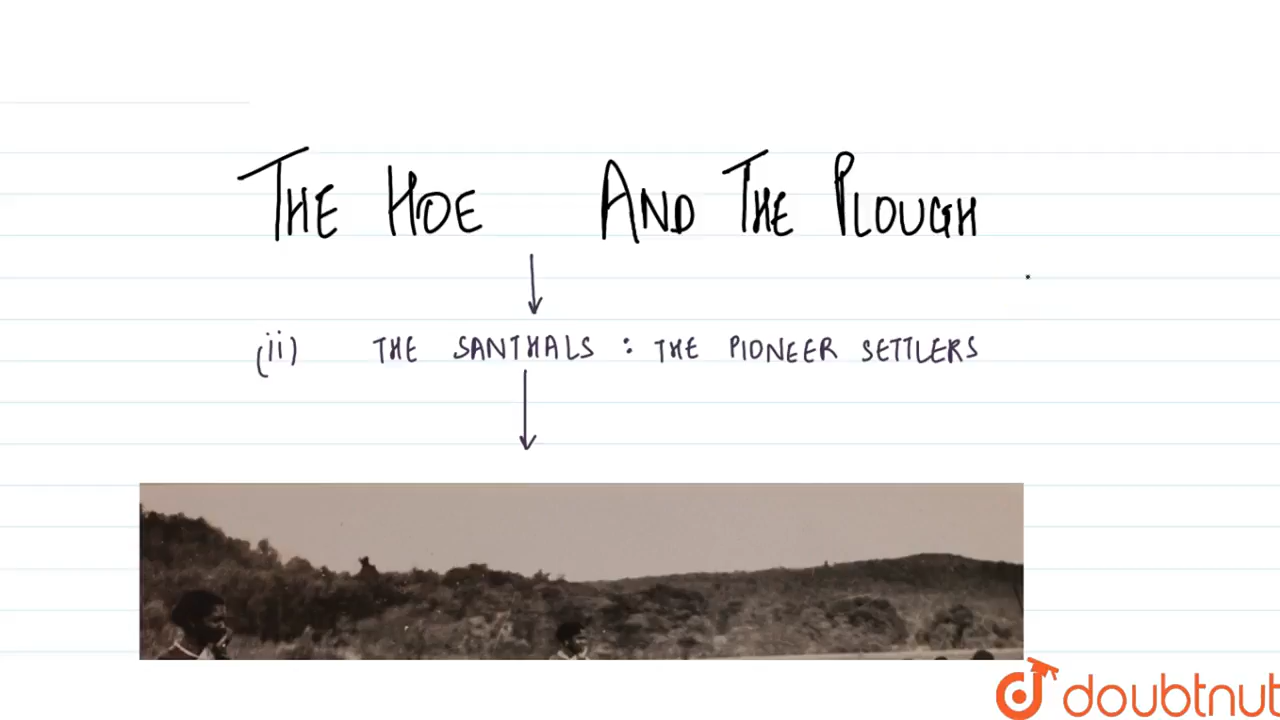 THE HOE AND THE PLOUGH
(ii) THE SANTHALS : THE PIONEER SETTLERS
doubtnut